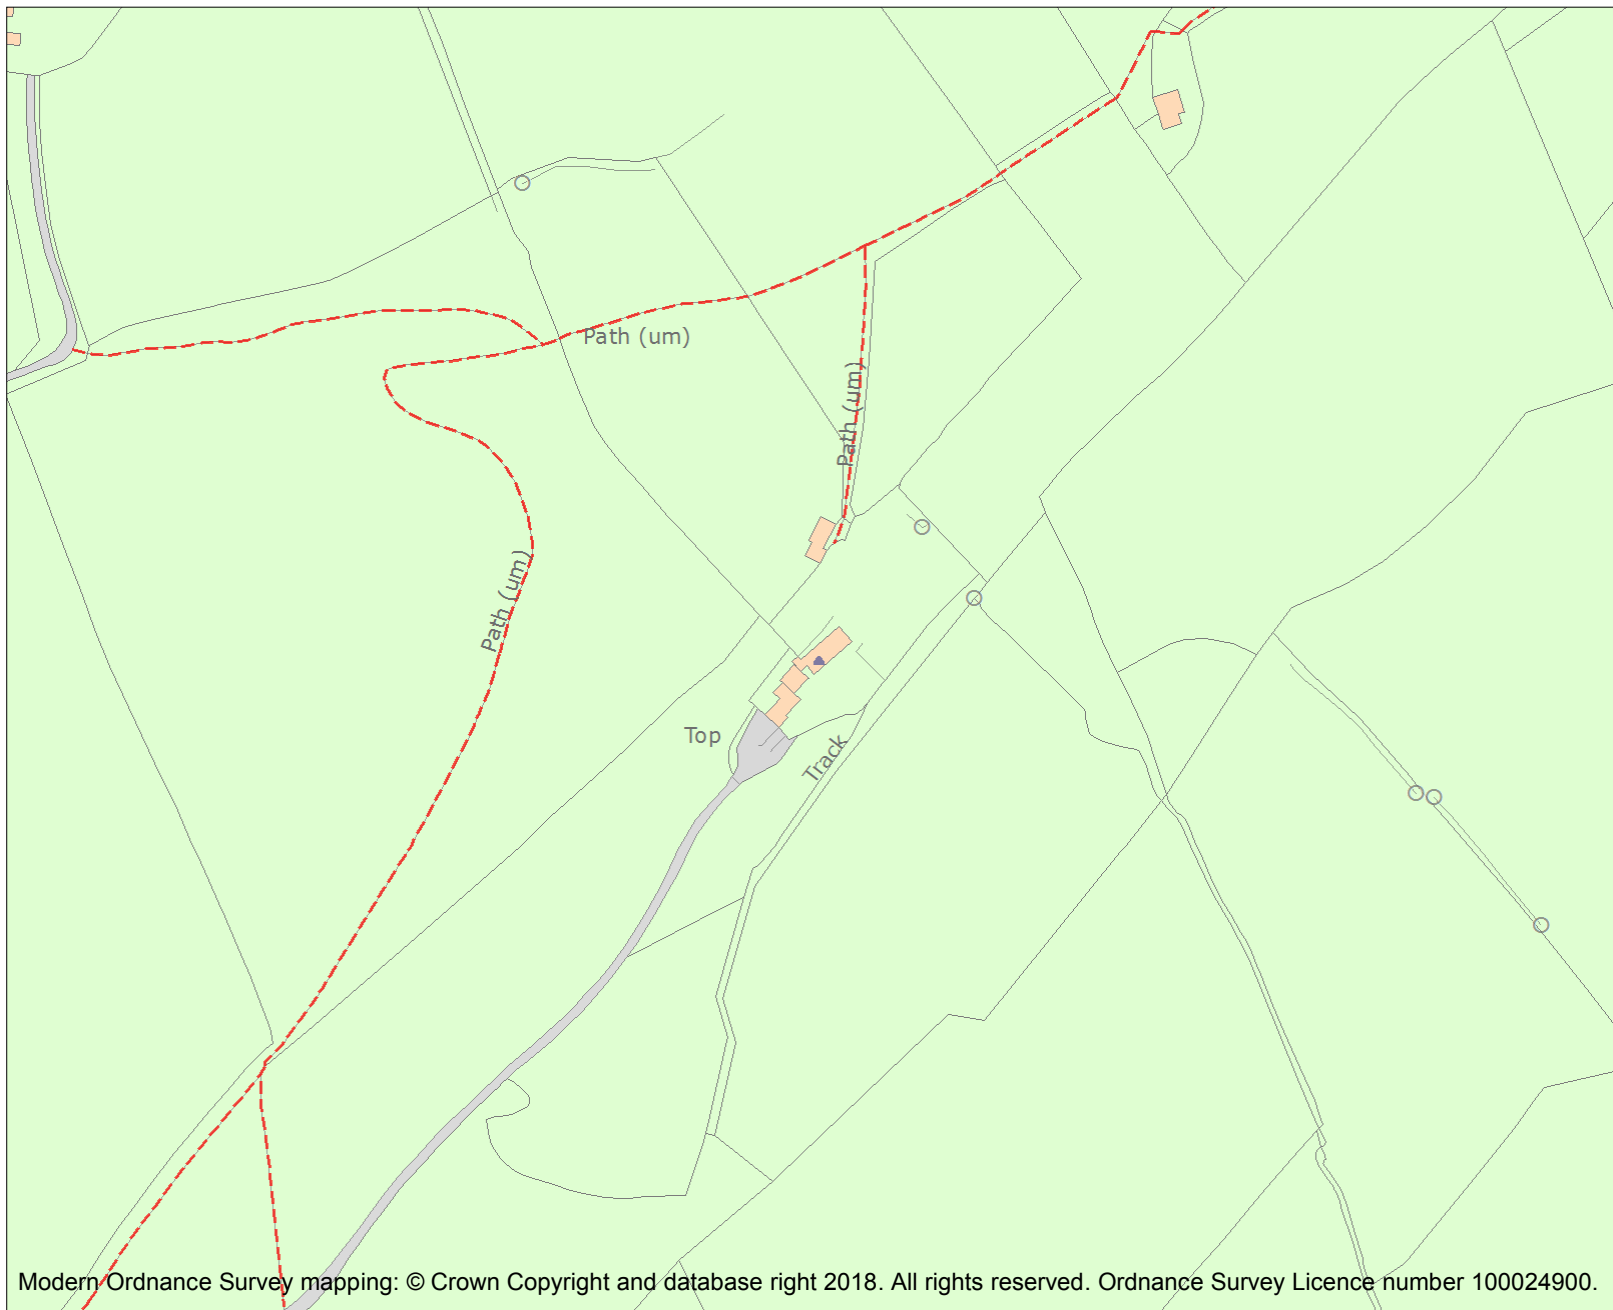 Path (um)
Path (um)
Path (um)
Top
Track
Modern Ordnance Survey mapping: © Crown Copyright and database right 2018. All rights reserved. Ordnance Survey Licence number 100024900.